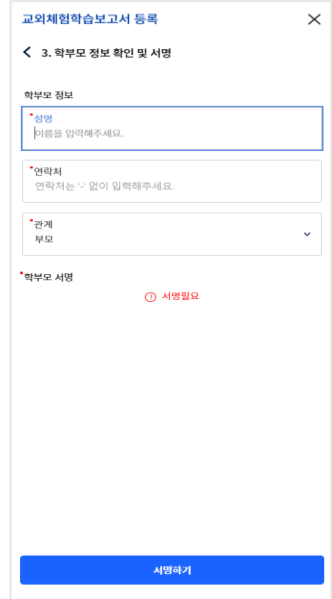 교외체험학습보고서 등록
3. 학부모 정보 확인 및 서명
학부모 정보
*성명
이름을 입력해주세요.
*연락처
연락처는 '-' 없이 입력해주세요.
*관계
부모
*학부모 서명
서명필요
서명하기